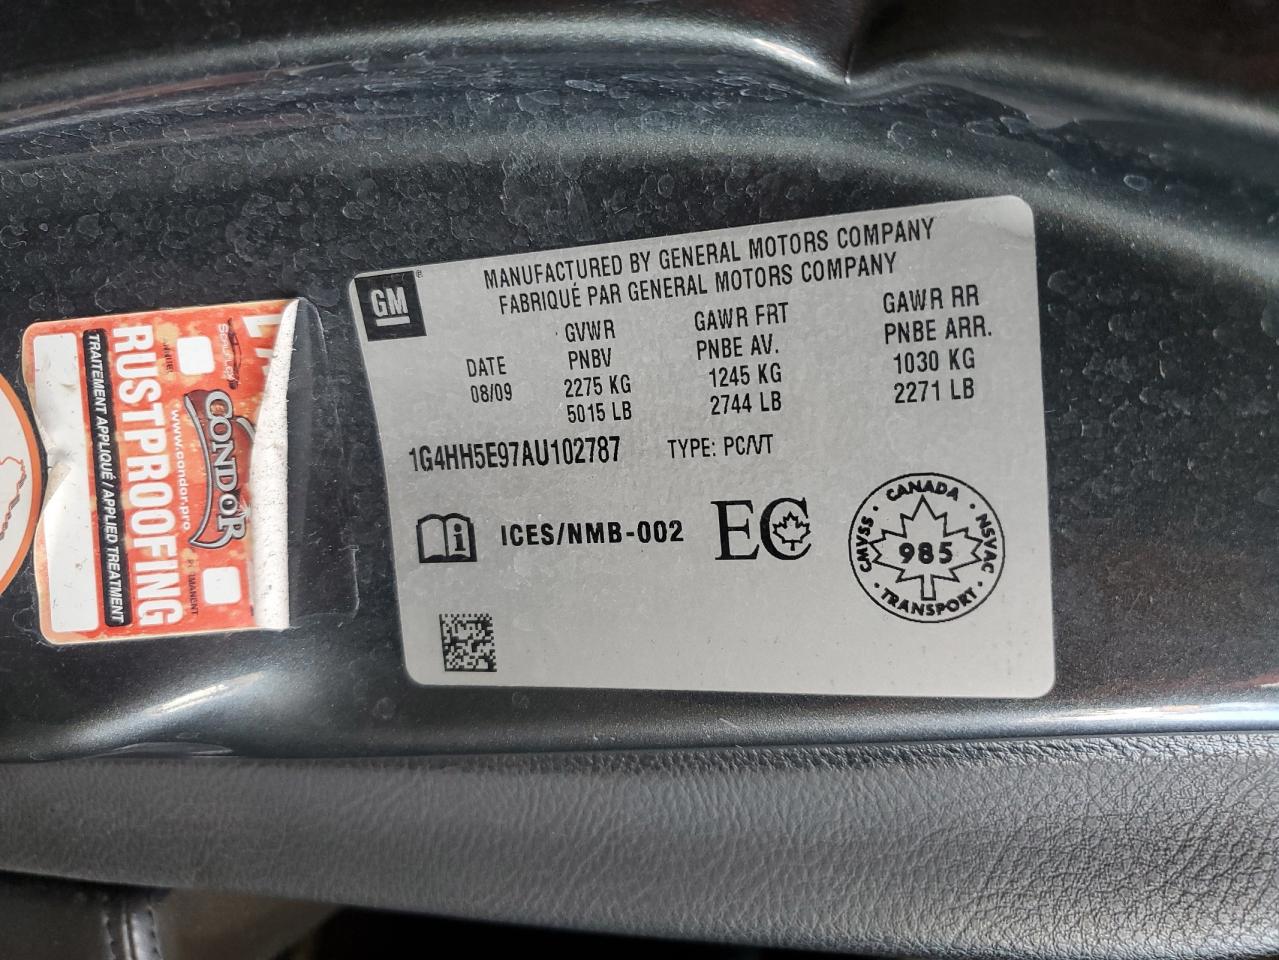 GM
MANUFACTURED BY GENERAL MOTORS COMPANY
FABRIQUÉ PAR GENERAL MOTORS COMPANY
DATE
08/09
GVWR
PNBV
2275 KG
5015 LB
GAWR FRT
PNBE AV.
1245 KG
2744 LB
GAWR RR
PNBE ARR.
1030 KG
2271 LB
1G4HH5E97AU102787 TYPE: PC/VT
ICES/NMB-002
EC
CANADA
CMVSS · NSVAC
985
TRANSPORT
CONDOR
www.condor.pro
RUSTPROOFING
TRAITEMENT APPLIQUÉ / APPLIED TREATMENT